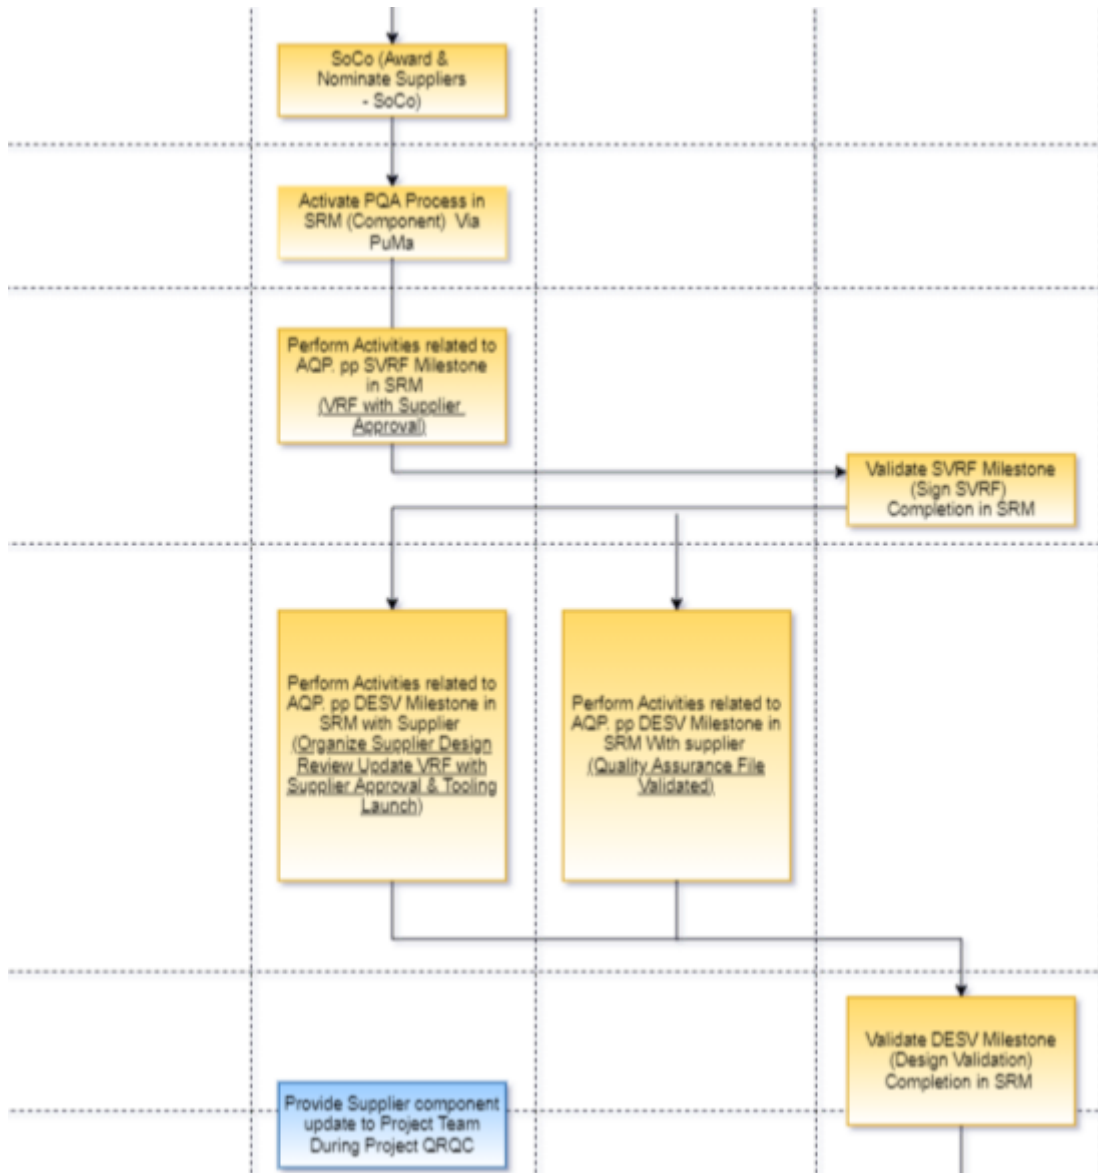 SoCo (Award &
Nominate Suppliers
- SoCo)
Activate PQA Process in
SRM (Component) Via
PuMa
Perform Activities related to
AQP. pp SVRF Milestone
in SRM
(VRF with Supplier
Approval)
Validate SVRF Milestone
(Sign SVRF)
Completion in SRM
Perform Activities related to
AQP. pp DESV Milestone in
SRM with Supplier
(Organize Supplier Design
Review Update VRF with
Supplier Approval & Tooling
Launch)
Perform Activities related to
AQP. pp DESV Milestone in
SRM With supplier
(Quality Assurance File
Validated)
Validate DESV Milestone
(Design Validation)
Completion in SRM
Provide Supplier component
update to Project Team
During Project QRQC